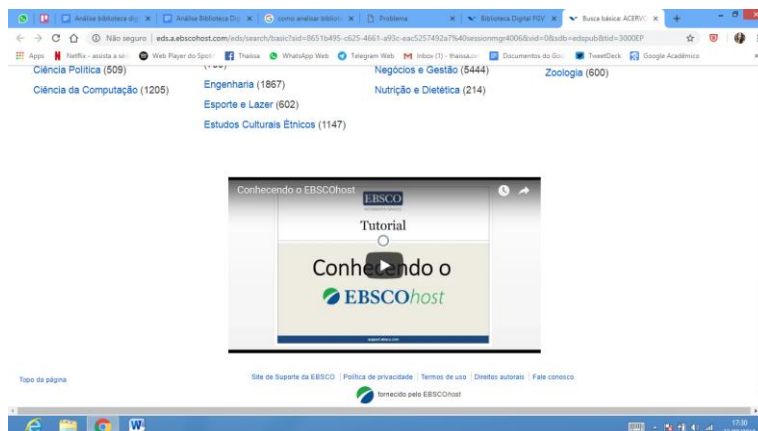 Análise biblioteca dig
Análise Biblioteca Dig
como analisar bibliot
Problema
Biblioteca Digital FGV
Busca básica: ACERVO
Não seguro | eds.a.ebscohost.com/eds/search/basic?sid=8651b495-c625-4661-a93c-eac5257492a7%40sessionmgr4006&vid=0&sdb=edspub&tid=3000EP
Apps
Netflix - assista a sé
Web Player do Spoti
Thaissa
WhatsApp Web
Telegram Web
Inbox (1) - thaissa.
Documentos do Goo
TweetDeck
Google Acadêmico
Ciência Política (509)
Ciência da Computação (1205)
Engenharia (1867)
Esporte e Lazer (602)
Estudos Culturais Étnicos (1147)
Negócios e Gestão (5444)
Nutrição e Dietética (214)
Zoologia (600)
Conhecendo o EBSCOhost
EBSCO
Tutorial
Conhecendo o
EBSCOhost
Topo da página
Site de Suporte da EBSCO | Política de privacidade | Termos de uso | Direitos autorais | Fale conosco
fornecido pelo EBSCOhost
17:30